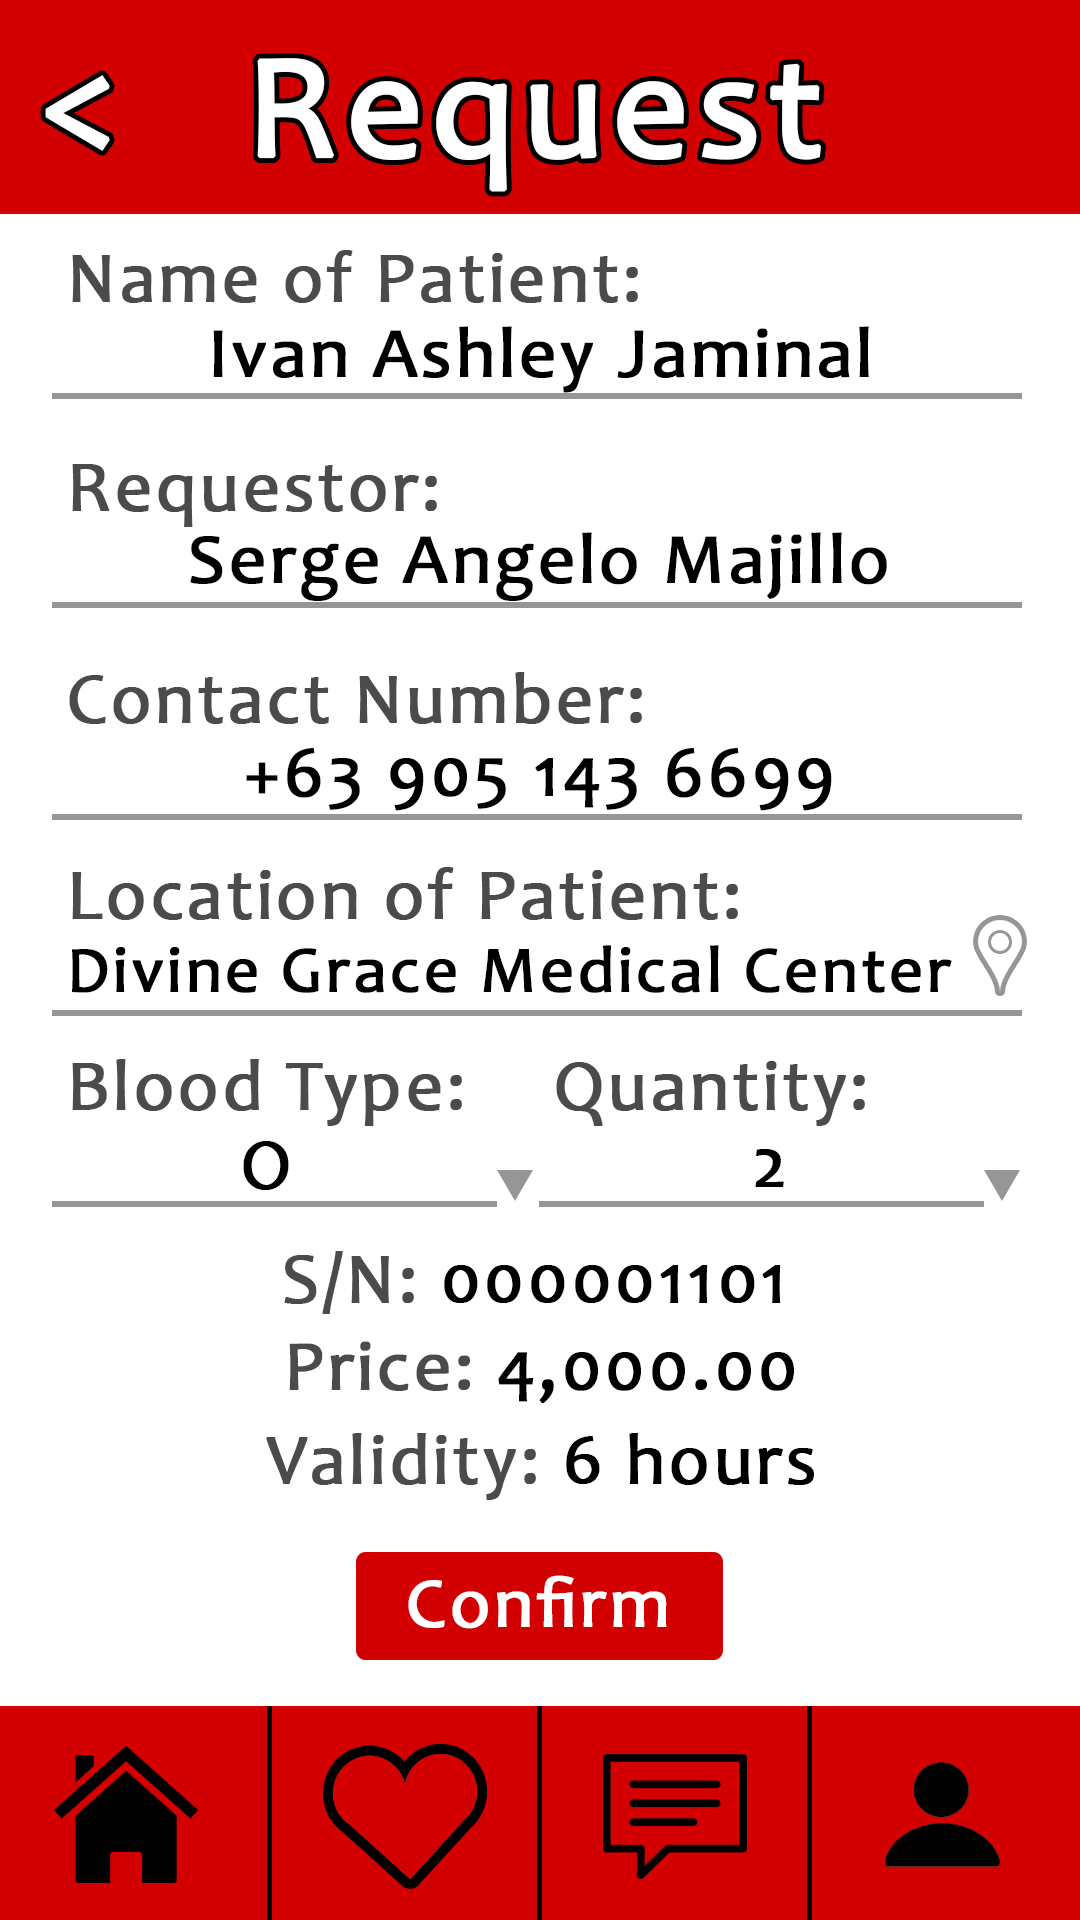 < Request
Name of Patient:
Ivan Ashley Jaminal
Requestor:
Serge Angelo Majillo
Contact Number:
+63 905 143 6699
Location of Patient:
Divine Grace Medical Center
Blood Type: Quantity:
O 2
S/N: 000001101
Price: 4,000.00
Validity: 6 hours
Confirm